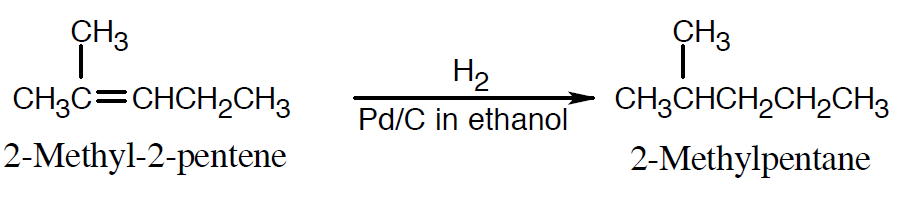 CH3
CH3C=CHCH2CH3
2-Methyl-2-pentene
H2
Pd/C in ethanol
CH3
CH3CHCH2CH2CH3
2-Methylpentane